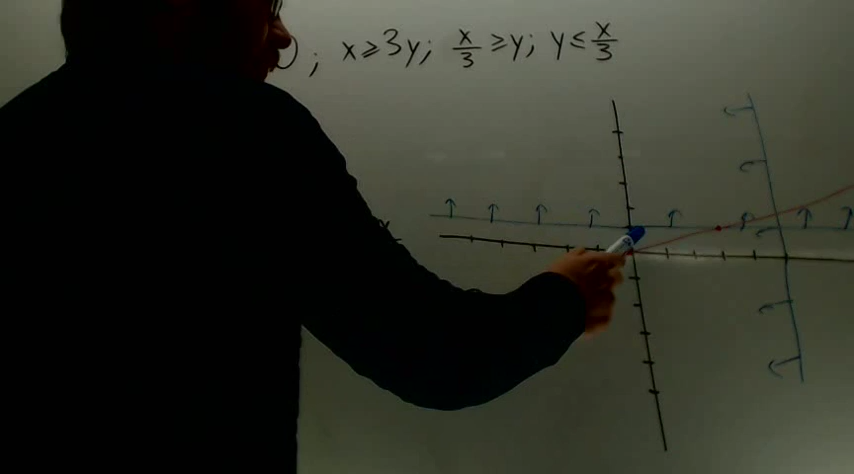 ; x ≥ 3y; x/3 ≥ y; y ≤ x/3